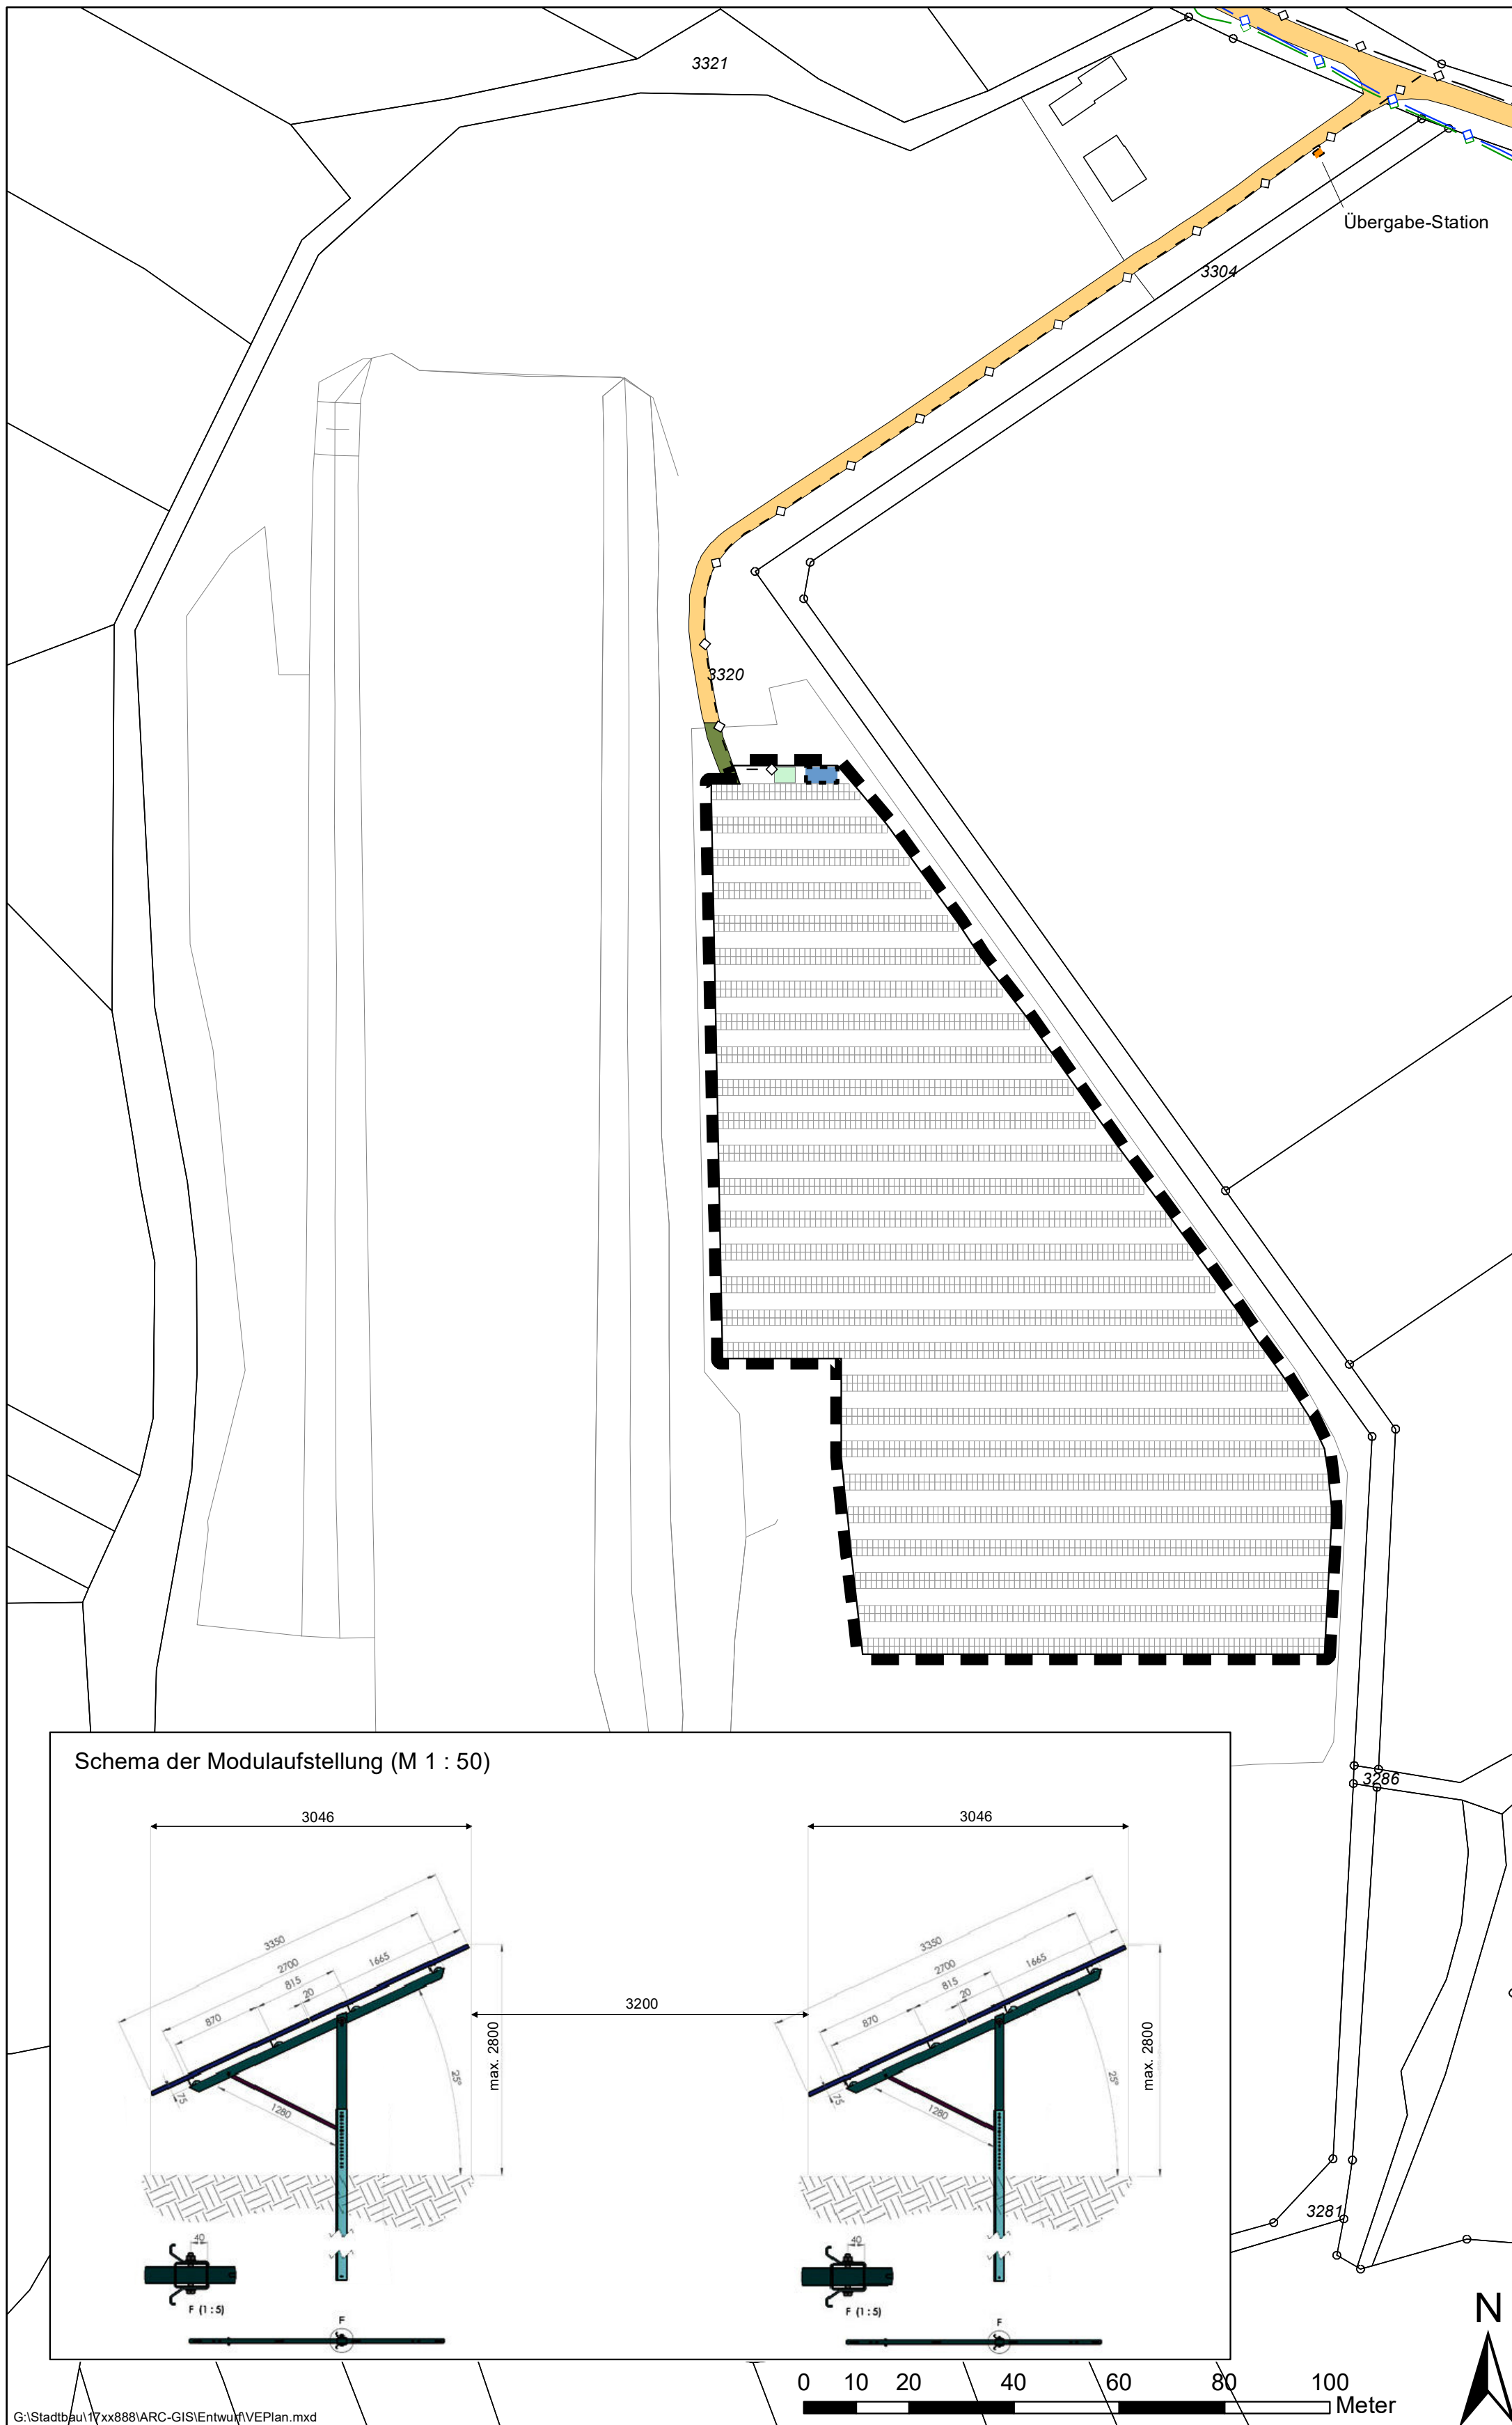 3321
Übergabe-Station
3304
3320
Schema der Modulaufstellung (M 1 : 50)
3046
3046
3350
2700
1665
815
20
870
75
1280
25°
max. 2800
3200
3350
2700
1665
815
20
870
75
1280
25°
max. 2800
40
F (1 : 5)
F
40
F (1 : 5)
F
3286
3281
N
0 10 20 40 60 80 100
Meter
G:\Stadtbau\17xx888\ARC-GIS\Entwurf\VEPlan.mxd